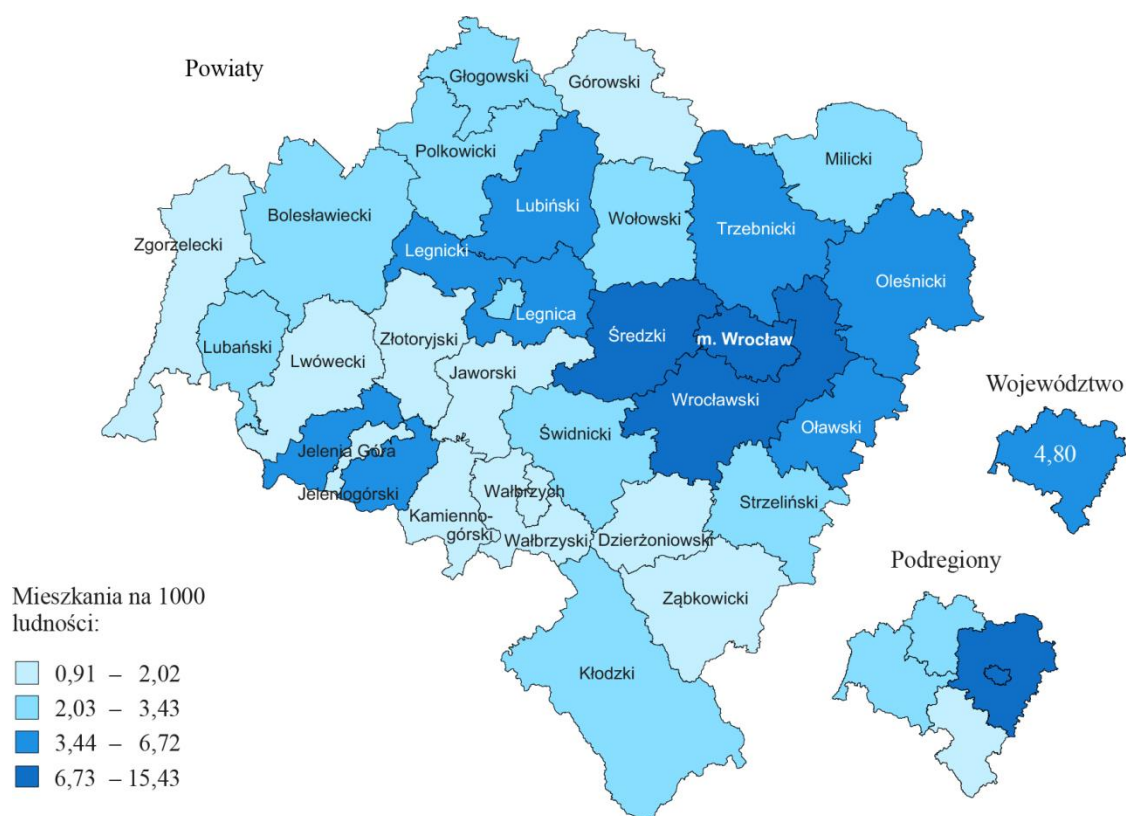 Powiaty
Głogowski
Górowski
Polkowicki
Milicki
Lubiński
Bolesławiecki
Wołowski
Trzebnicki
Zgorzelecki
Legnicki
Oleśnicki
Legnica
Średzki
m. Wrocław
Złotoryjski
Lubański
Lwówecki
Jaworski
Wrocławski
Oławski
Województwo
4,80
Świdnicki
Jelenia Góra
Jeleniogórski
Wałbrzych
Strzeliński
Kamienno-
górski
Wałbrzyski
Dzierżoniowski
Podregiony
Ząbkowicki
Kłodzki
Mieszkania na 1000
ludności:
0,91 – 2,02
2,03 – 3,43
3,44 – 6,72
6,73 – 15,43